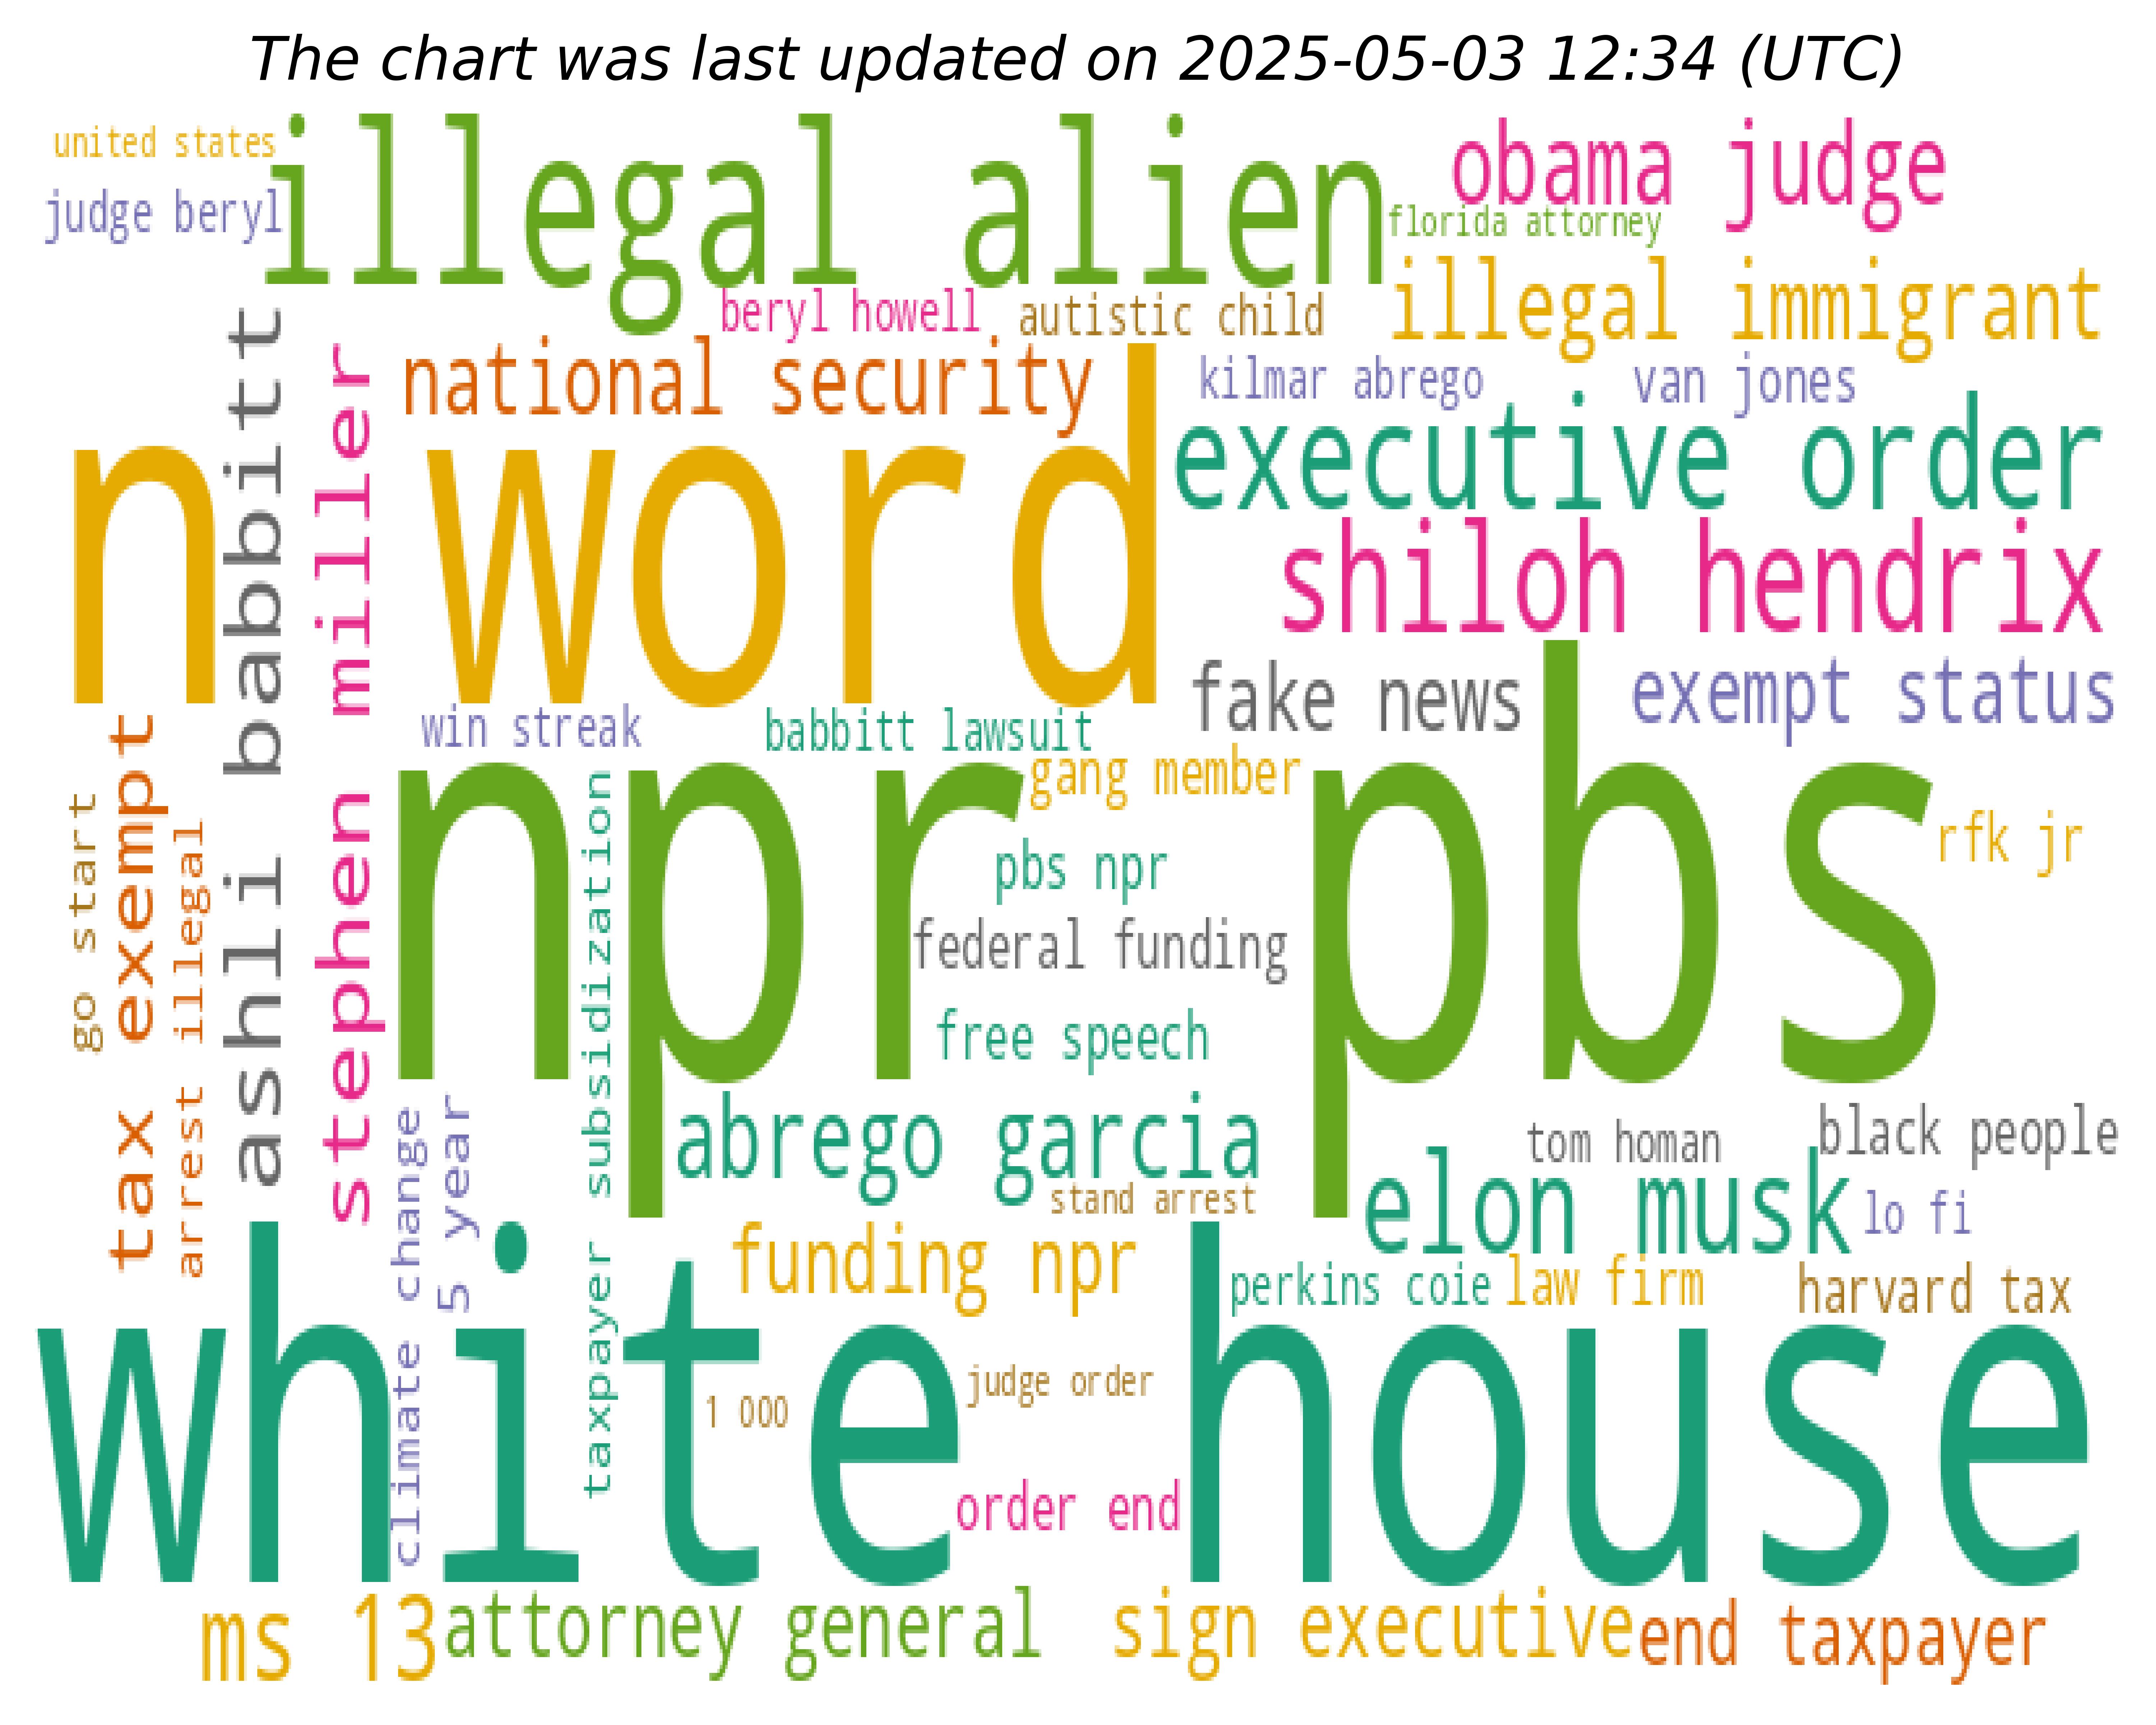 The chart was last updated on 2025-05-03 12:34 (UTC)
united states
illegal alien
obama judge
judge beryl
florida attorney
illegal immigrant
beryl howell
autistic child
national security
kilmar abrego
van jones
executive order
n word
ashli babbitt
stephen miller
shiloh hendrix
fake news
exempt status
win streak
babbitt lawsuit
gang member
npr pbs
rfk jr
pbs npr
federal funding
free speech
go start
tax exempt
arrest illegal
taxpayer subsidization
climate change
5 year
abrego garcia
tom homan
black people
stand arrest
elon musk
lo fi
funding npr
perkins coie
law firm
harvard tax
white house
judge order
1 000
order end
ms 13
attorney general
sign executive
end taxpayer